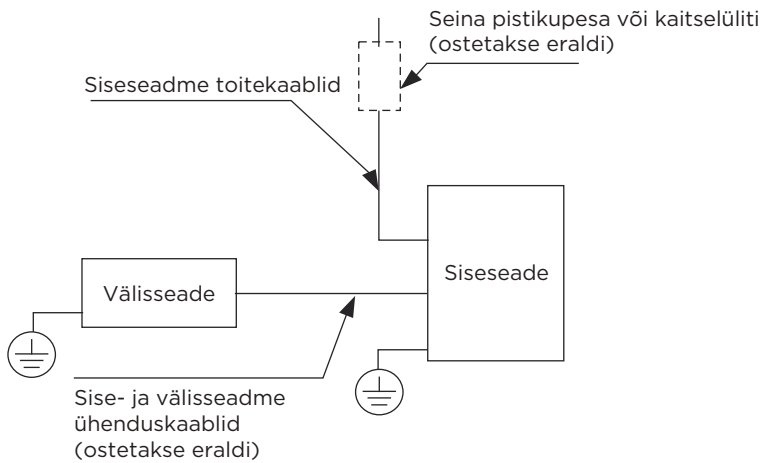 Seina pistikupesa või kaitselüliti
(ostetakse eraldi)
Siseseadme toitekaablid
Siseseade
Välisseade
Sise- ja välisseadme
ühenduskaablid
(ostetakse eraldi)